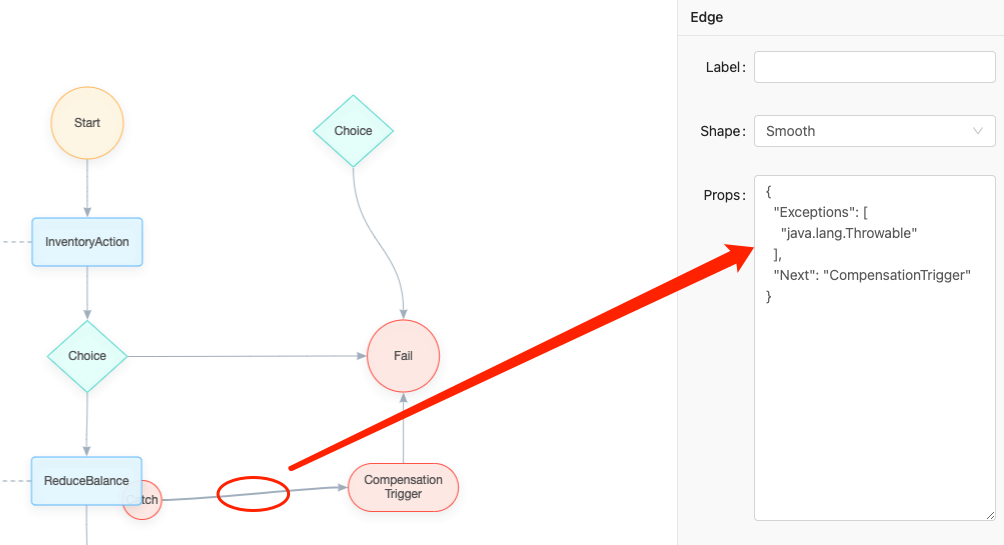 Start
Choice
InventoryAction
Choice
Fail
ReduceBalance
Catch
Compensation
Trigger
Edge
Label:
Shape:
Smooth
Props:
{
"Exceptions": [
"java.lang.Throwable"
],
"Next": "CompensationTrigger"
}